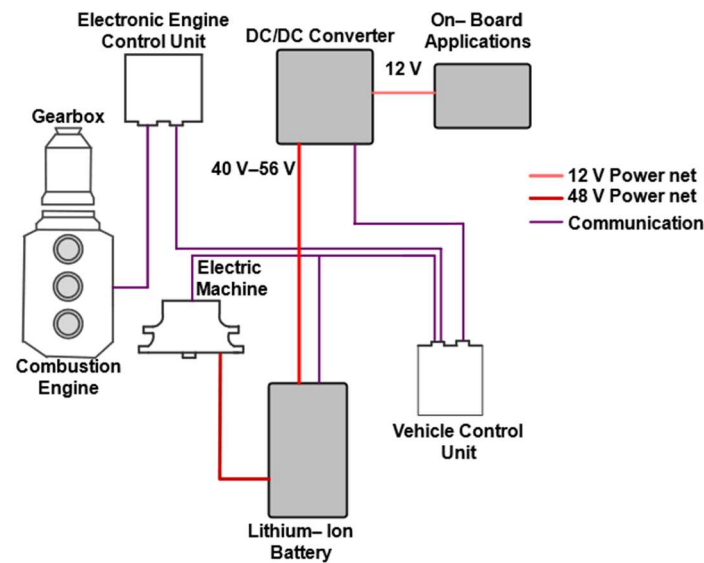 Electronic Engine
Control Unit
DC/DC Converter
On– Board
Applications
12 V
Gearbox
40 V–56 V
12 V Power net
48 V Power net
Communication
Electric
Machine
Combustion
Engine
Vehicle Control
Unit
Lithium– Ion
Battery